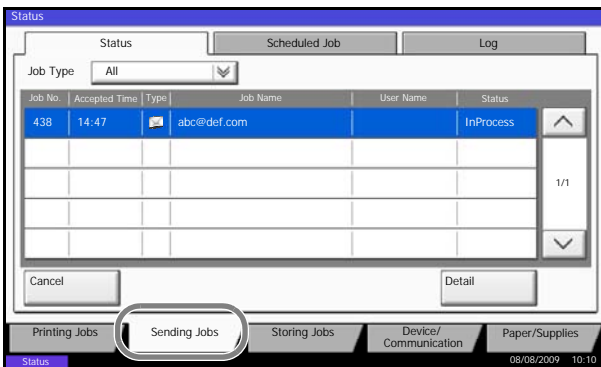 Status
Status Scheduled Job Log
Job Type All
Job No. Accepted Time Type Job Name User Name Status
438 14:47 abc@def.com InProcess
1/1
Cancel Detail
Printing Jobs Sending Jobs Storing Jobs Device/ Communication Paper/Supplies
Status 08/08/2009 10:10